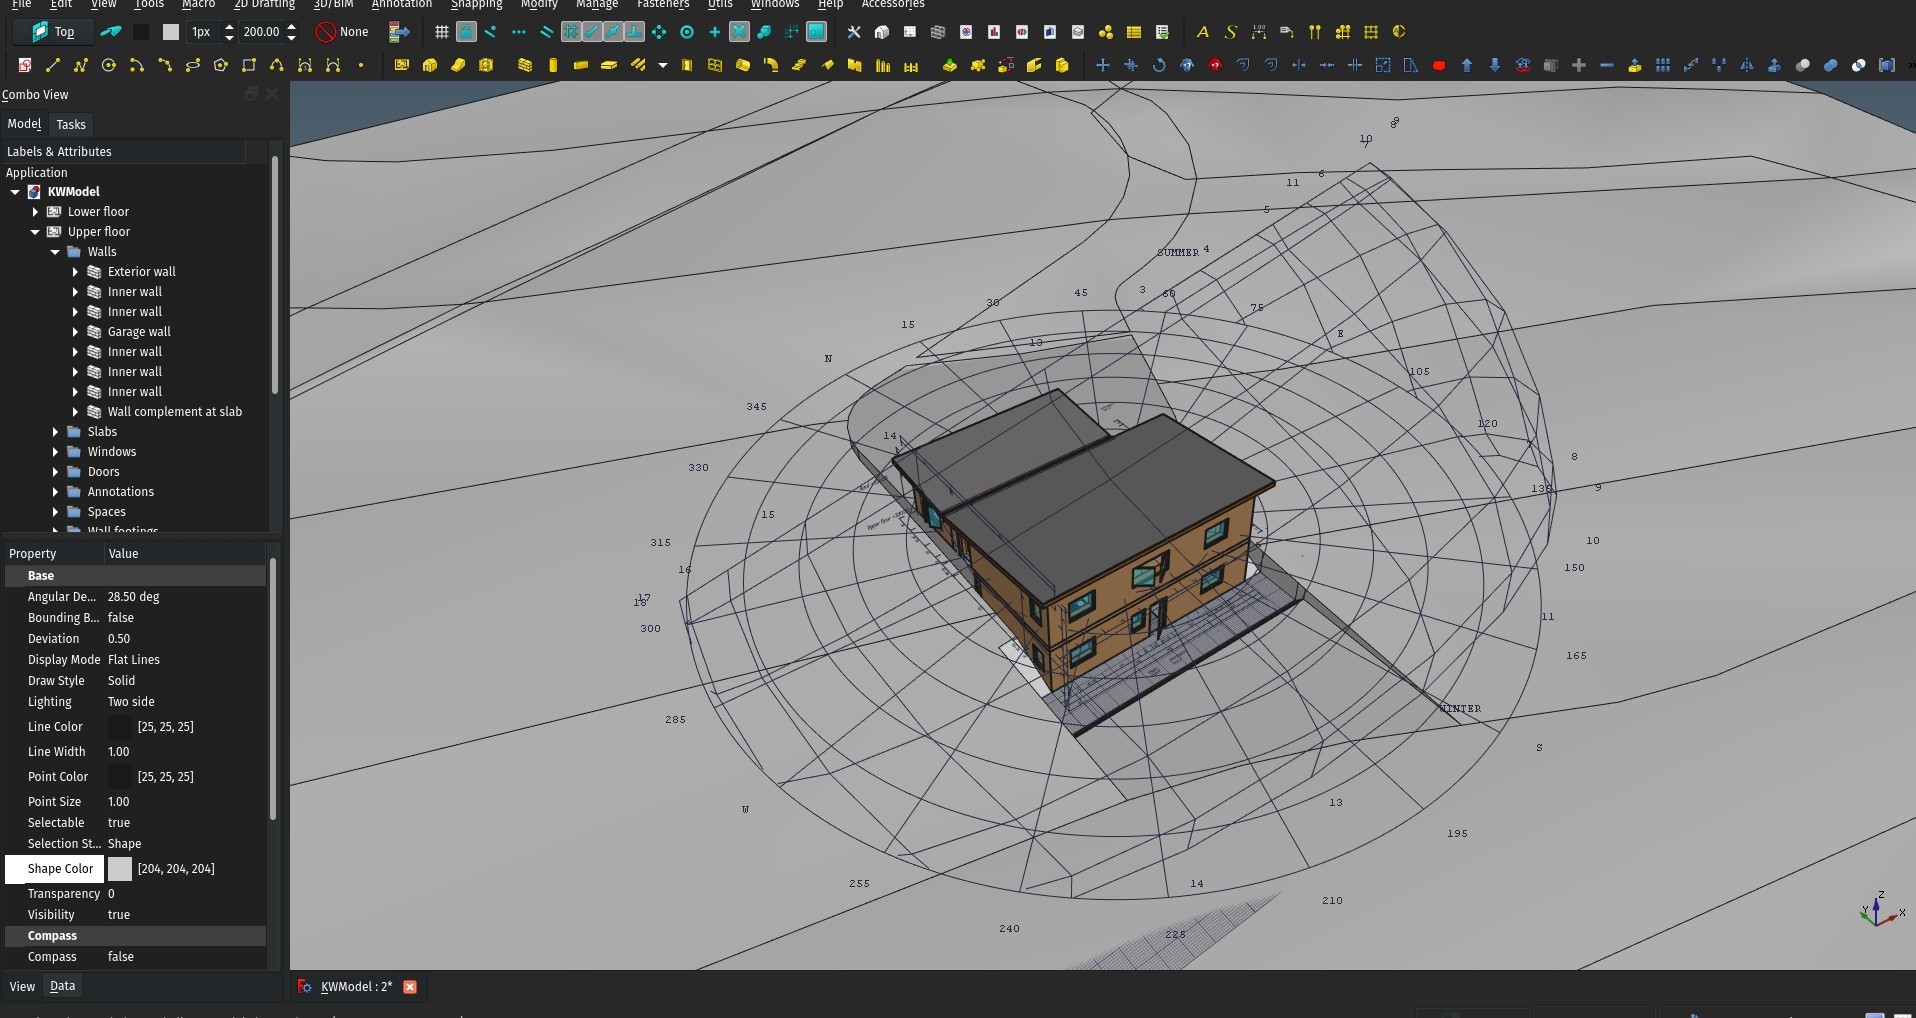 File Edit View Tools Macro 2D Drafting 3D/BIM Annotation Snapping Modify Manage Fasteners Utils Windows Help Accessories
Top 1px 200.00 None
Combo View
Model Tasks
Labels & Attributes
Application
KWModel
Lower floor
Upper floor
Walls
Exterior wall
Inner wall
Inner wall
Garage wall
Inner wall
Inner wall
Inner wall
Wall complement at slab
Slabs
Windows
Doors
Annotations
Spaces
Wall footings
Property Value
Base
Angular De... 28.50 deg
Bounding B... false
Deviation 0.50
Display Mode Flat Lines
Draw Style Solid
Lighting Two side
Line Color [25, 25, 25]
Line Width 1.00
Point Color [25, 25, 25]
Point Size 1.00
Selectable true
Selection St... Shape
Shape Color [204, 204, 204]
Transparency 0
Visibility true
Compass
Compass false
View Data
8 9
10
7
11 6
5
SUMMER 4
3 60
45
30
75
15
13
E
N
105
345
120
14
330
8
135
9
15
315
10
16
150
17
18
300
11
165
285
WINTER
S
W
13
195
255
14
210
240
225
Z
Y X
KWModel : 2*